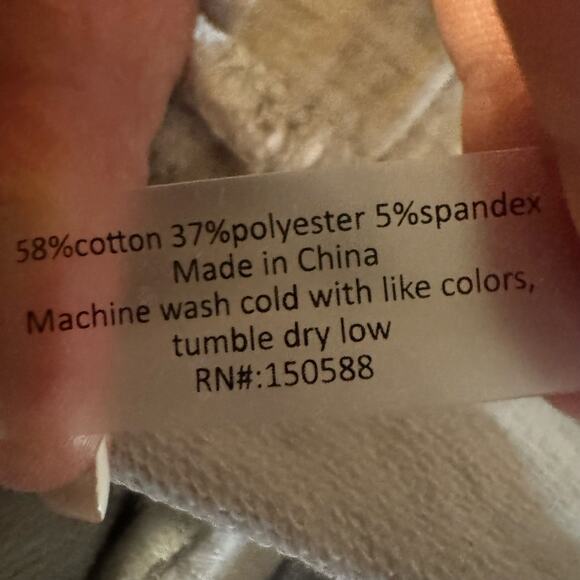 58%cotton 37%polyester 5%spandex
Made in China
Machine wash cold with like colors,
tumble dry low
RN#:150588